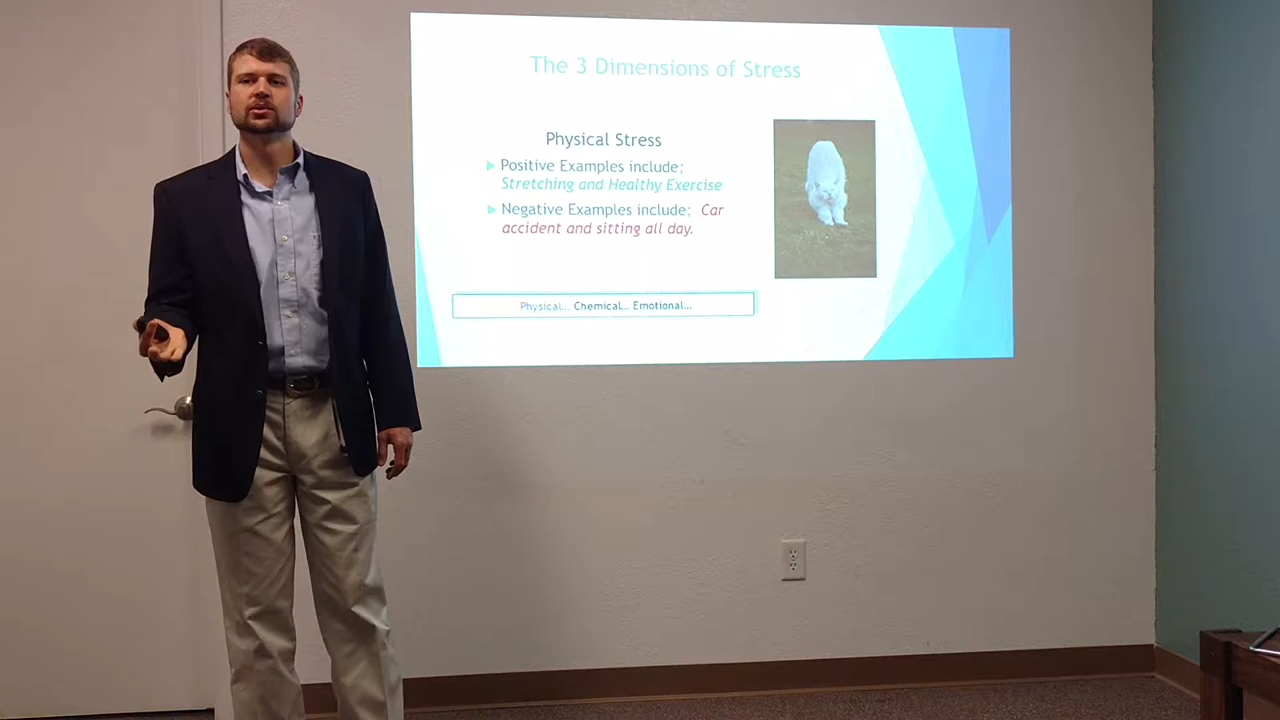 The 3 Dimensions of Stress
Physical Stress
Positive Examples include;
Stretching and Healthy Exercise
Negative Examples include; Car
accident and sitting all day.
Physical... Chemical... Emotional...